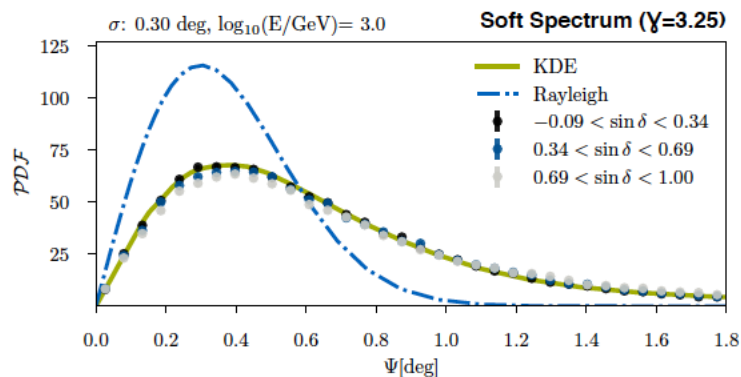 σ: 0.30 deg, log₁₀(E/GeV)= 3.0
Soft Spectrum (Ɣ=3.25)
125
100
75
50
25
PDF
KDE
Rayleigh
−0.09 < sin δ < 0.34
0.34 < sin δ < 0.69
0.69 < sin δ < 1.00
0.0 0.2 0.4 0.6 0.8 1.0 1.2 1.4 1.6 1.8
Ψ[deg]